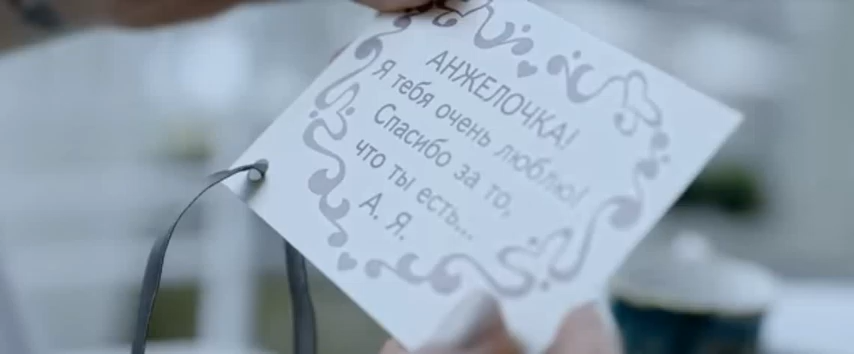 АНЖЕЛОЧКА!
Я тебя очень люблю!
Спасибо за то,
что ты есть...
А. Я.